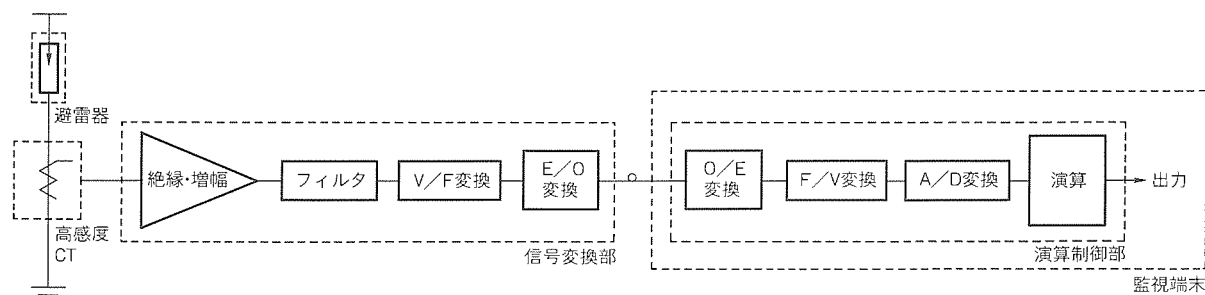 避雷器
高感度
CT
絶縁・増幅
フィルタ
V/F変換
E/O
変換
信号変換部
O/E
変換
F/V変換
A/D変換
演算
出力
演算制御部
監視端末